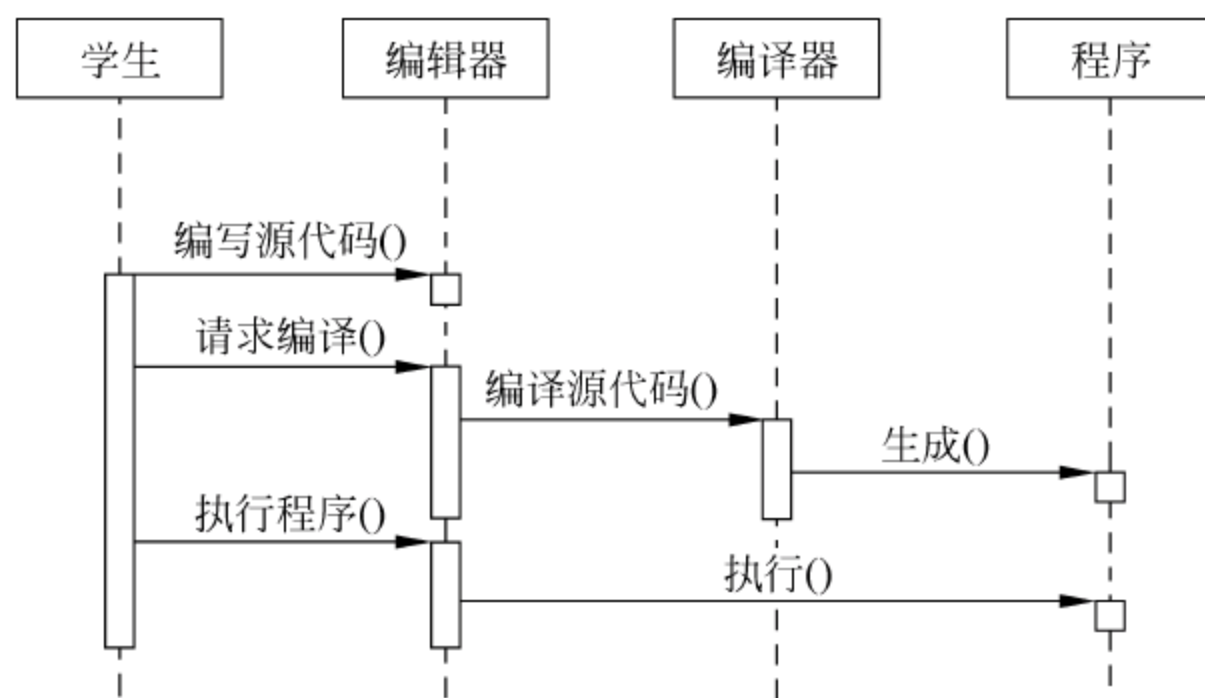 学生
编辑器
编译器
程序
编写源代码()
请求编译()
编译源代码()
生成()
执行程序()
执行()